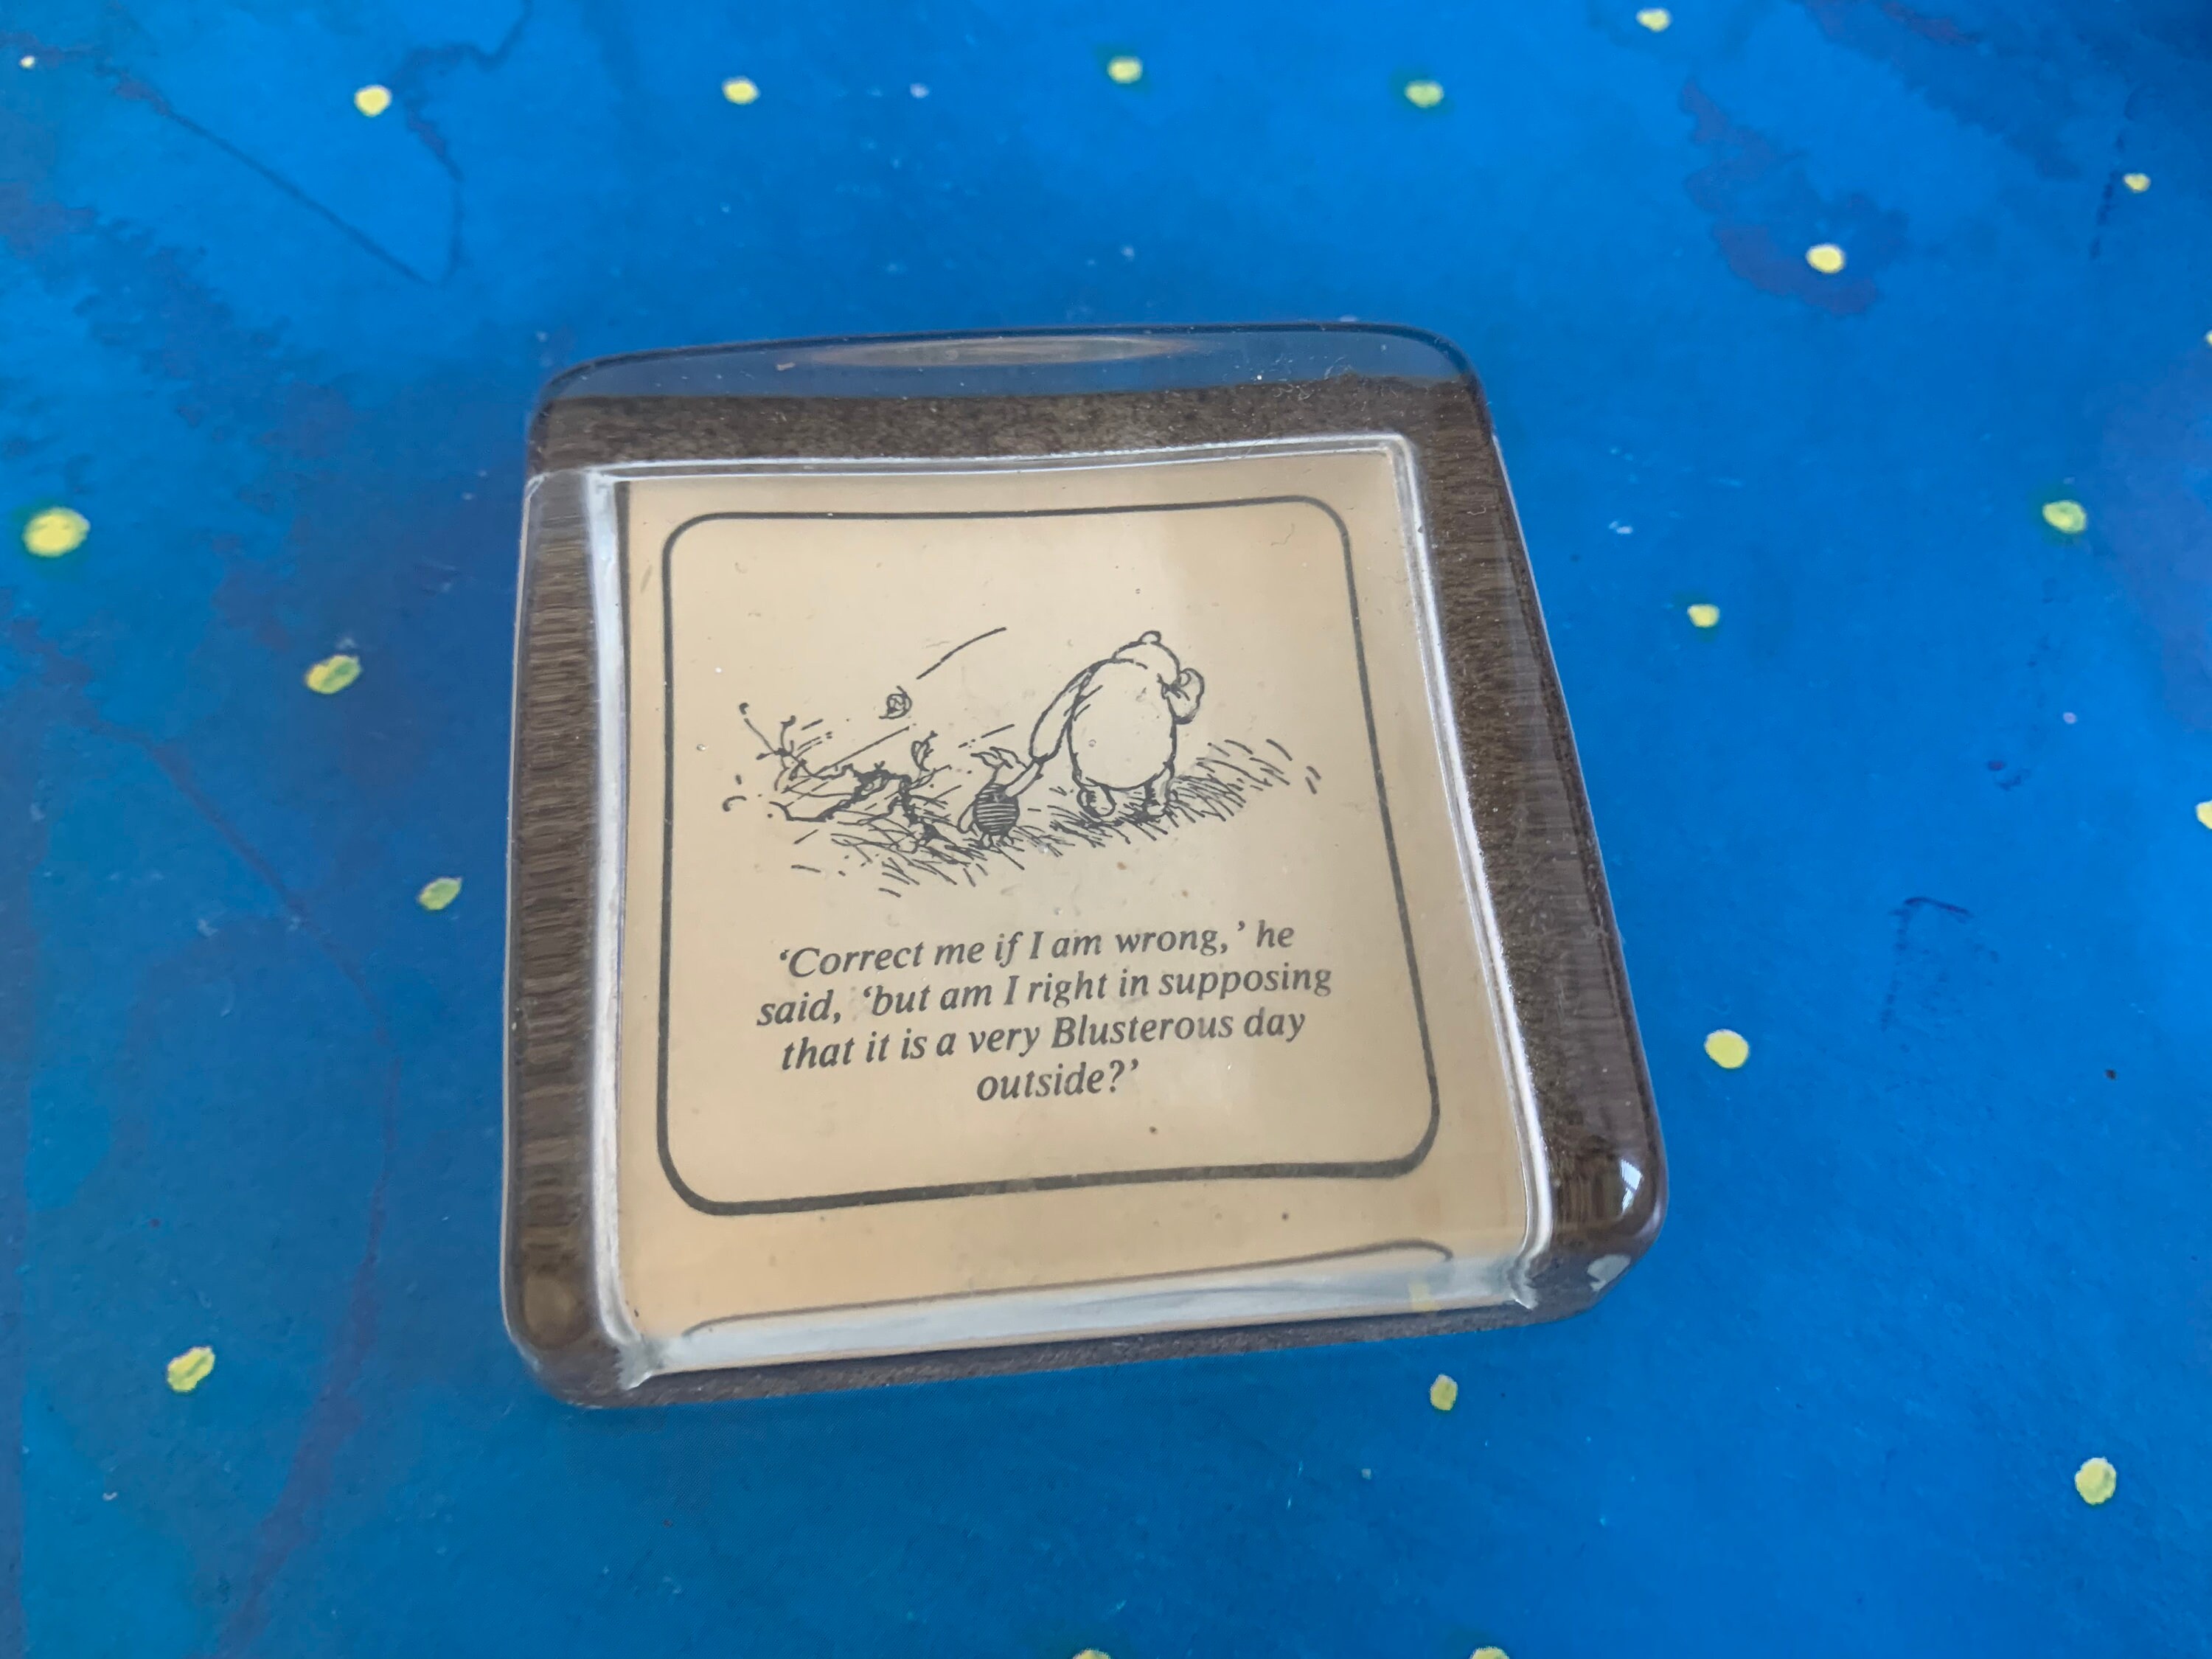 ‘Correct me if I am wrong,’ he
said, ‘but am I right in supposing
that it is a very Blusterous day
outside?’